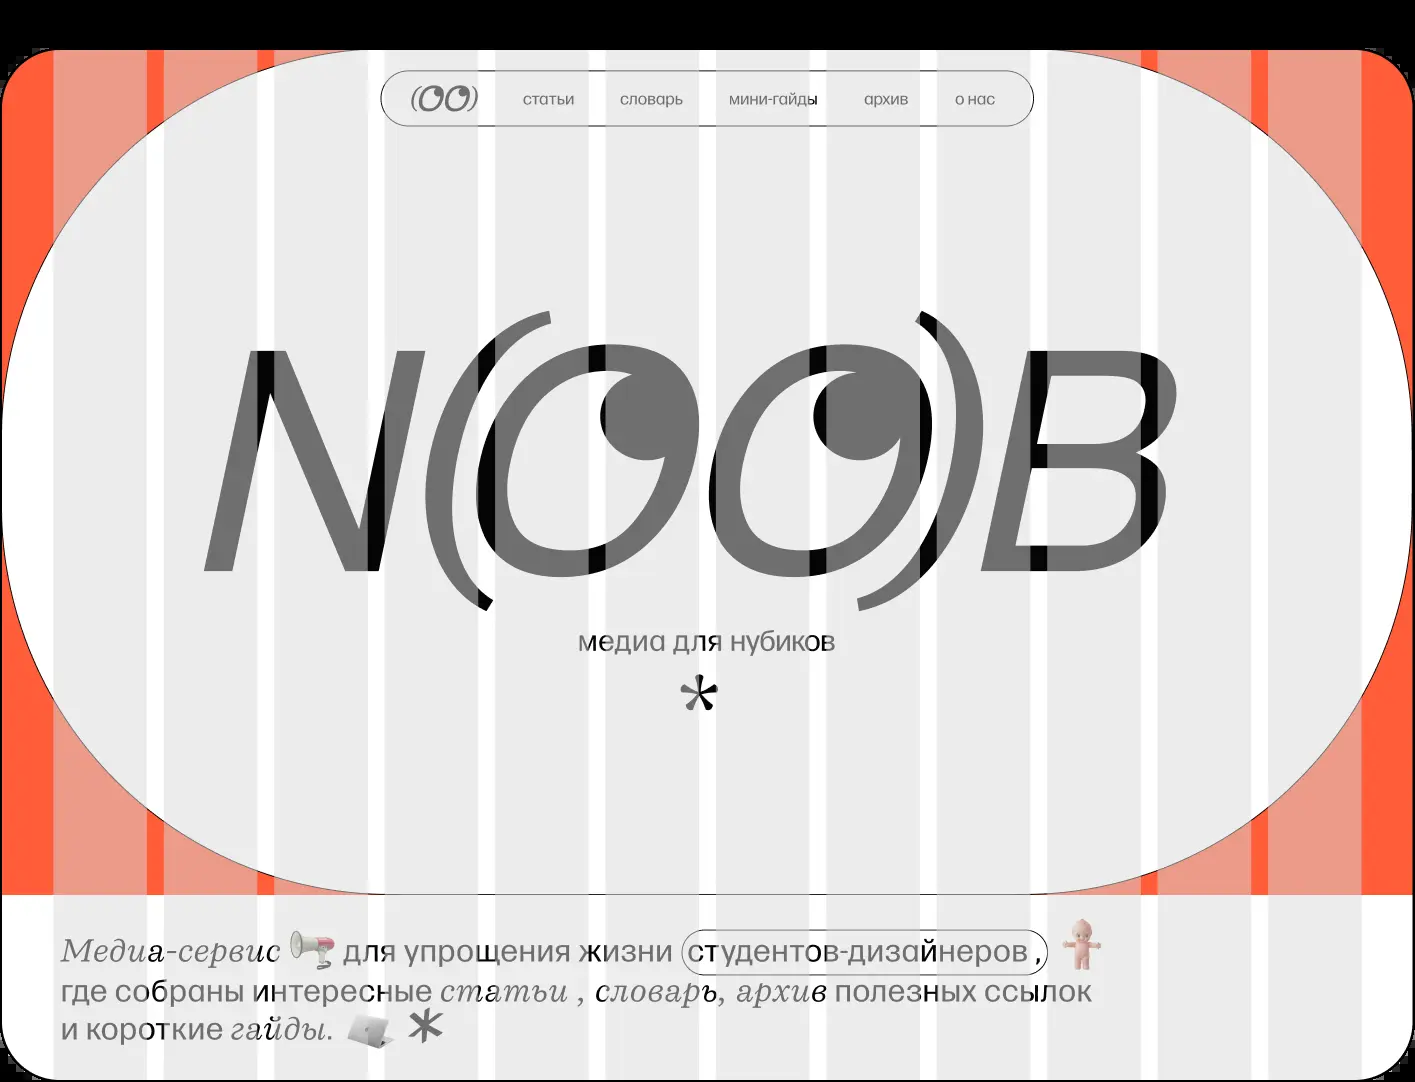 (OO) статьи словарь мини-гайды архив о нас
N(OO)B
медиа для нубиков
*
Медиа-сервис для упрощения жизни студентов-дизайнеров ,
где собраны интересные статьи , словарь, архив полезных ссылок
и короткие гайды. *